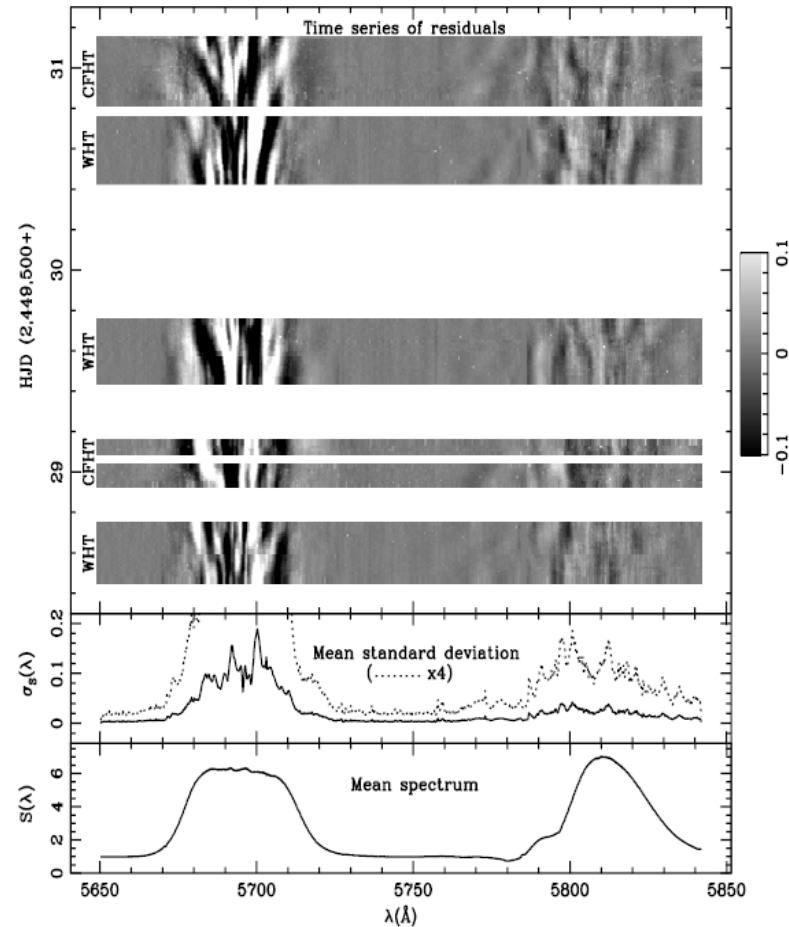 Time series of residuals
31
CFHT
WHT
30
HJD (2,449,500+)
WHT
29
CFHT
WHT
0.1
0
−0.1
0.2
0.1
0
σs(λ)
Mean standard deviation
(........ x4)
6
4
2
0
S(λ)
Mean spectrum
5650
5700
5750
5800
5850
λ(Å)